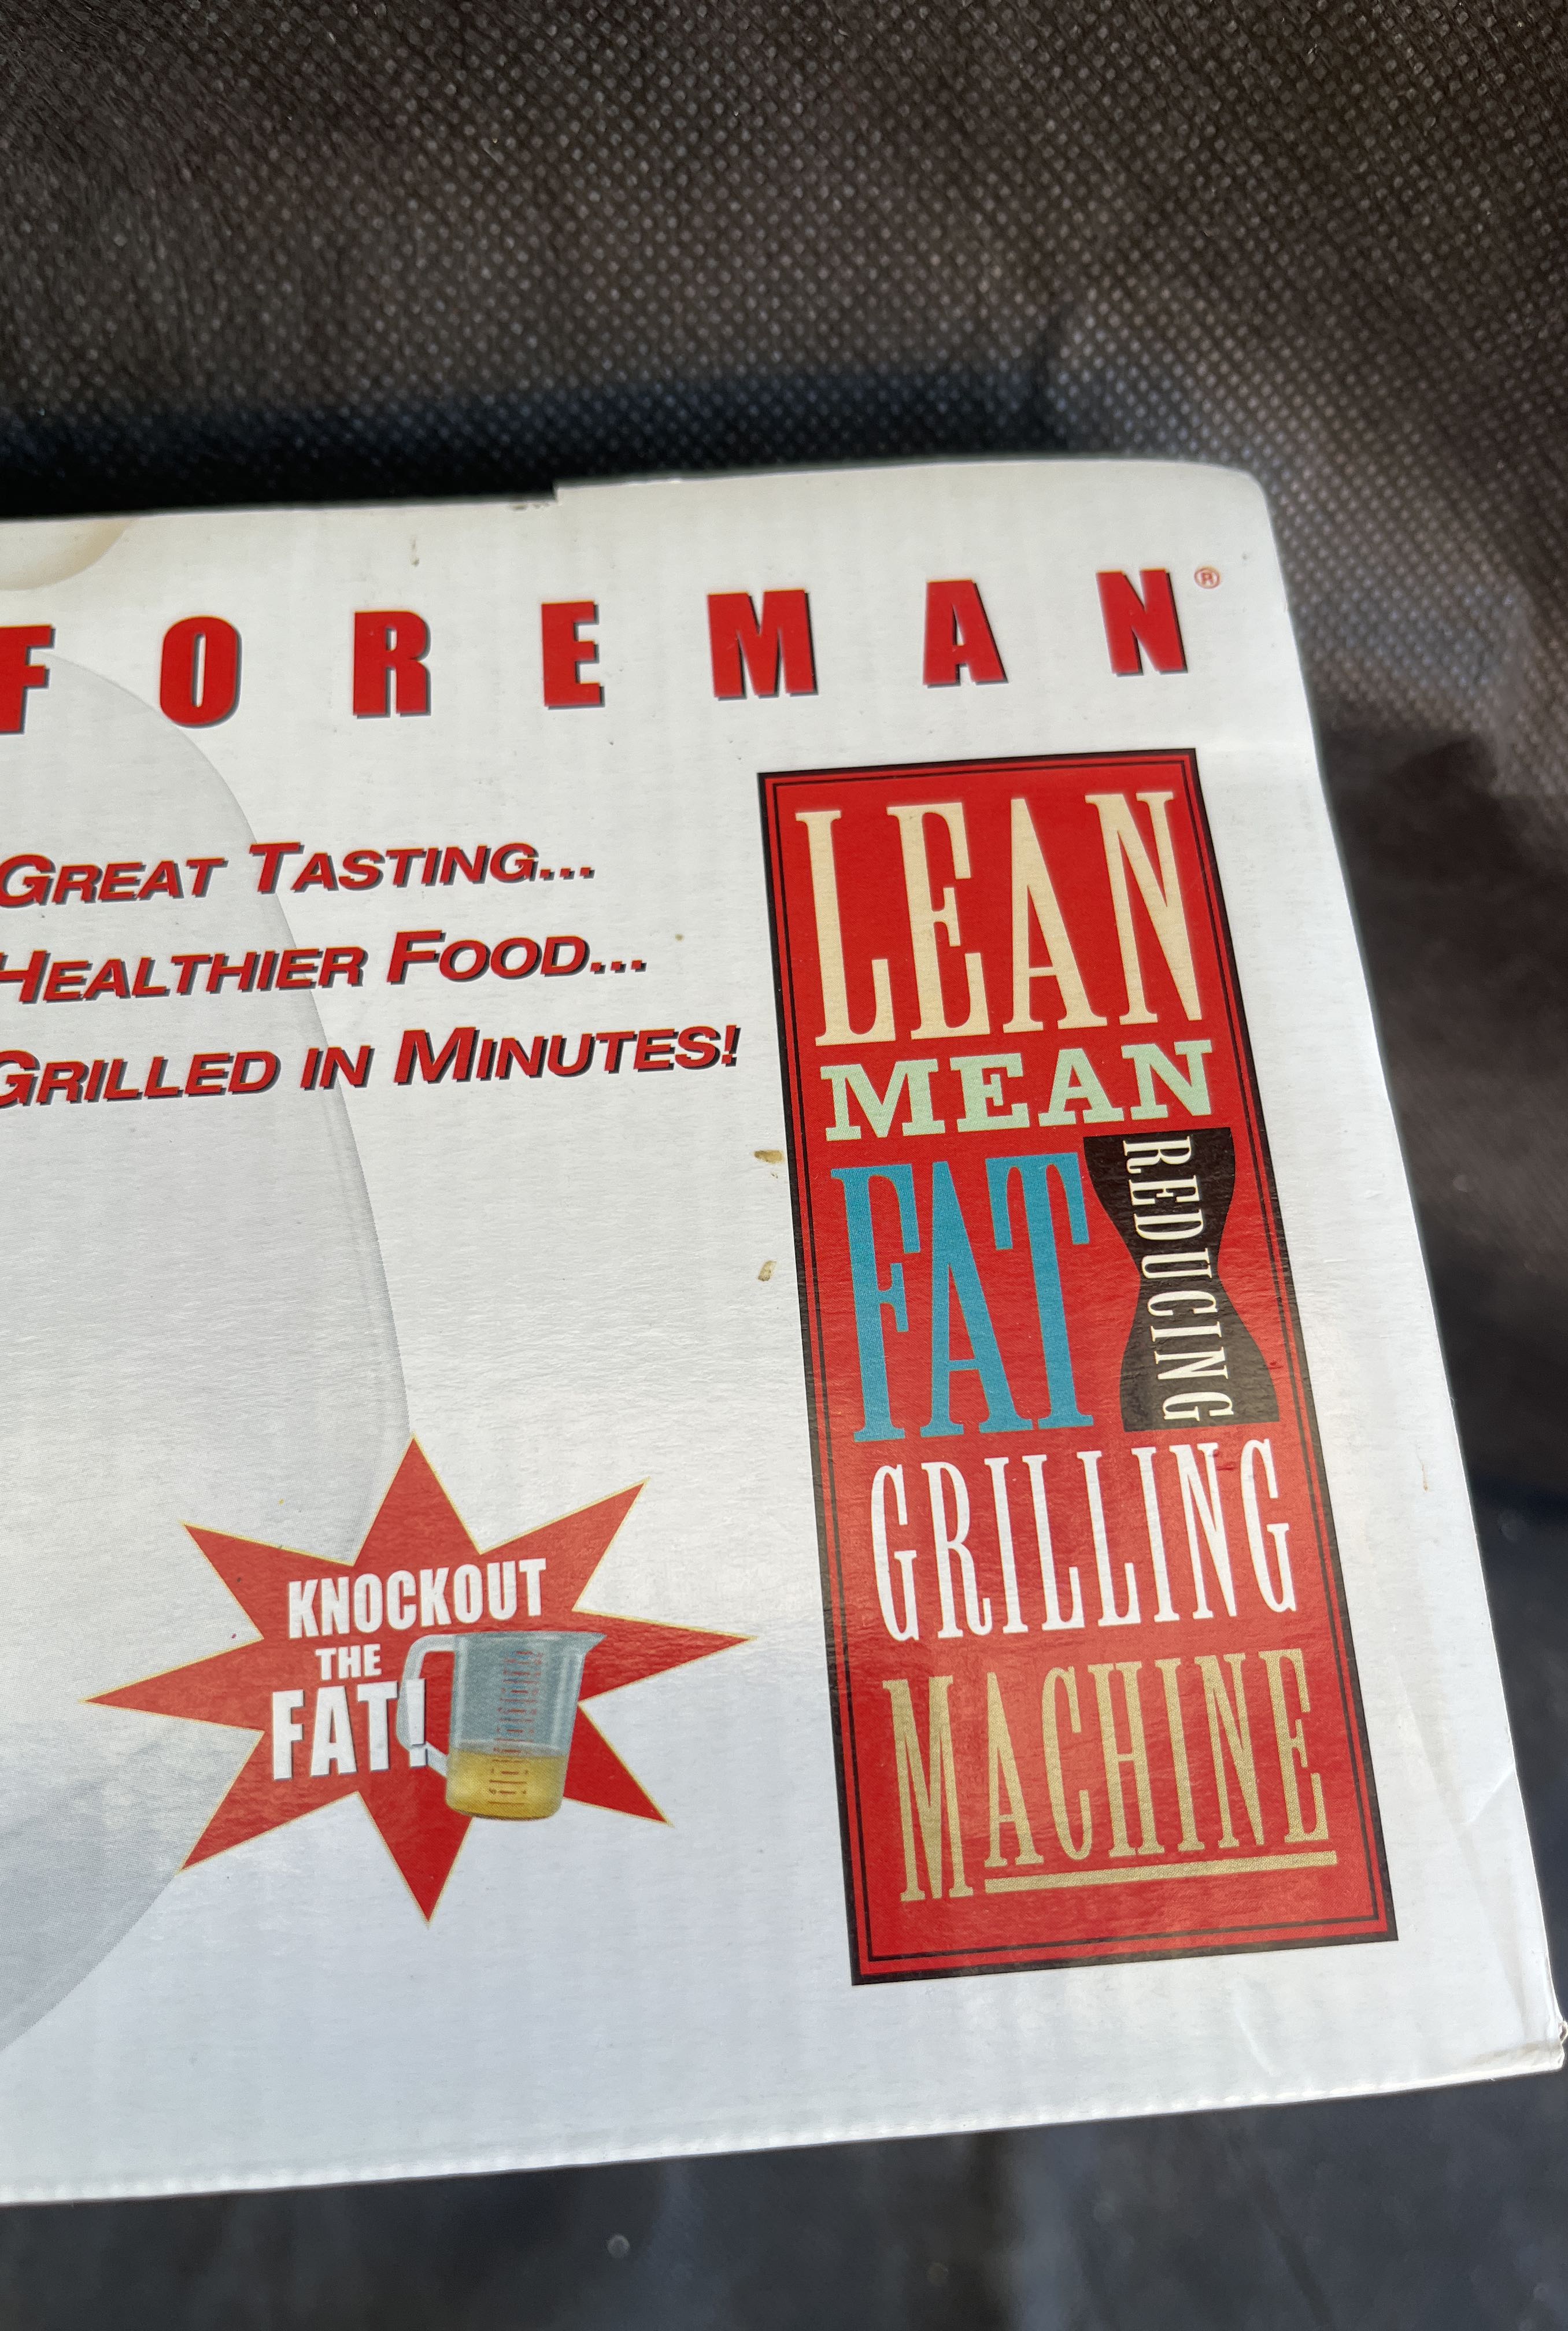 FOREMAN®
GREAT TASTING...
HEALTHIER FOOD...
GRILLED IN MINUTES!
LEAN
MEAN
FAT REDUCING
GRILLING
MACHINE
KNOCKOUT
THE
FAT!